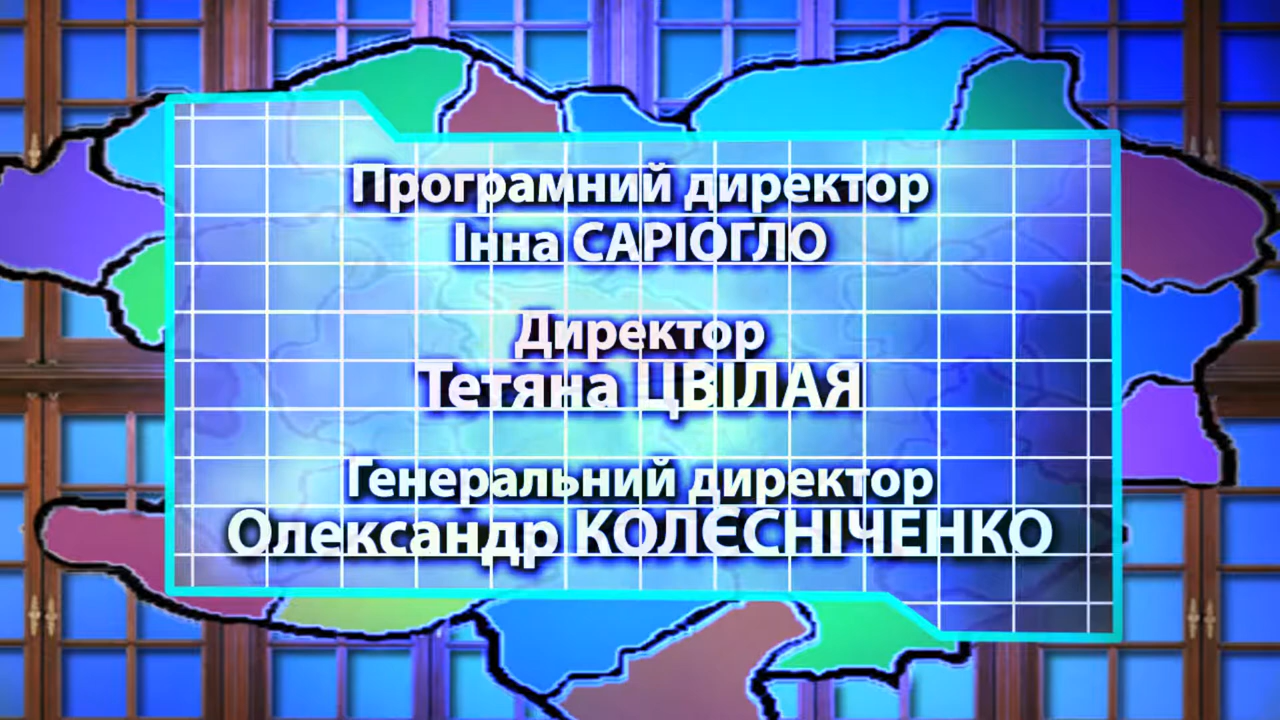 Програмний директор
Інна САРІОГЛО
Директор
Тетяна ЦВІЛАЯ
Генеральний директор
Олександр КОЛЄСНІЧЕНКО